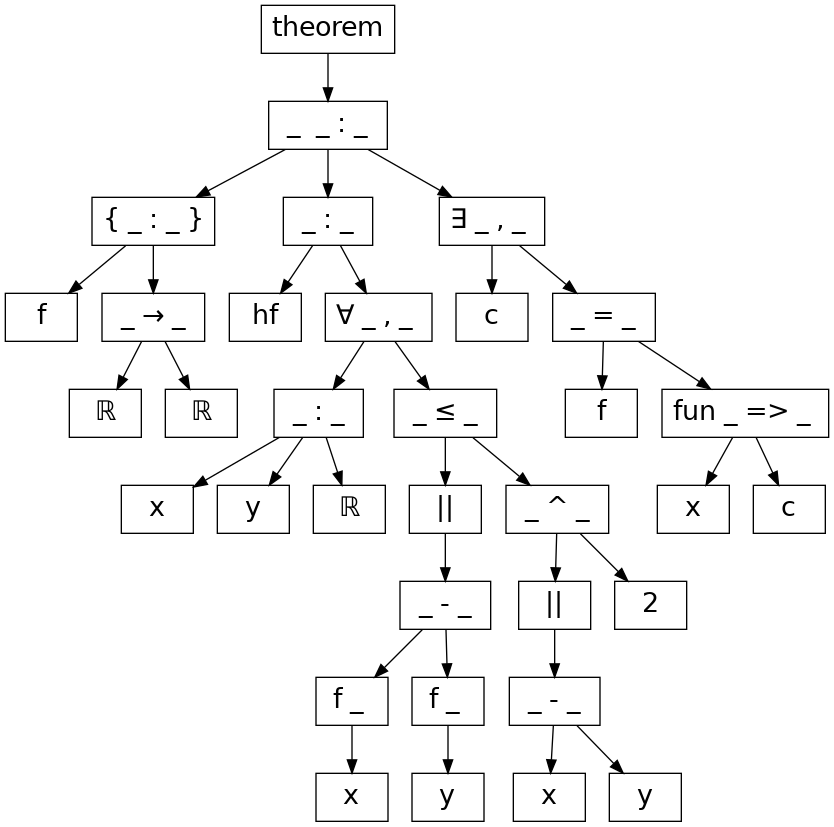 theorem
_ _ : _
{ _ : _ } _ : _ ∃ _ , _
f _ → _ hf ∀ _ , _ c _ = _
ℝ ℝ _ : _ _ ≤ _ f fun _ => _
x y ℝ || _ ^ _ x c
_ - _ || 2
f _ f _ _ - _
x y x y